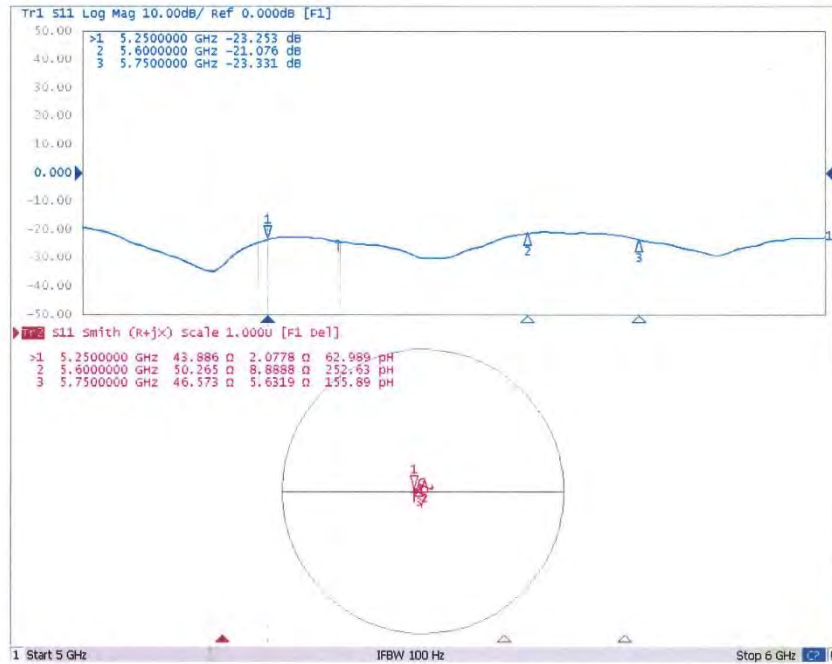 Tr1 S11 Log Mag 10.00dB/ Ref 0.000dB [F1]
50.00
40.00
30.00
20.00
10.00
0.000
-10.00
-20.00
-30.00
-40.00
-50.00
>1 5.2500000 GHz -23.253 dB
2 5.6000000 GHz -21.076 dB
3 5.7500000 GHz -23.331 dB
1
2
3
1
Tr2 S11 Smith (R+jX) Scale 1.000U [F1 Del]
>1 5.2500000 GHz 43.886 Ω 2.0778 Ω 62.989 pH
2 5.6000000 GHz 50.265 Ω 8.8888 Ω 252.63 pH
3 5.7500000 GHz 46.573 Ω 5.6319 Ω 155.89 pH
1
1 Start 5 GHz IFBW 100 Hz Stop 6 GHz C?